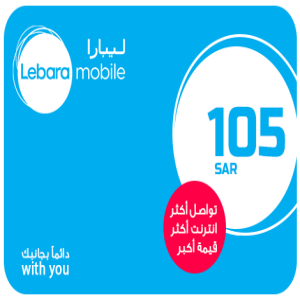 ليبارا
Lebara mobile
105
SAR
تواصل أكثر
انترنت أكثر
قيمة أكبر
دائماً بجانبك
with you